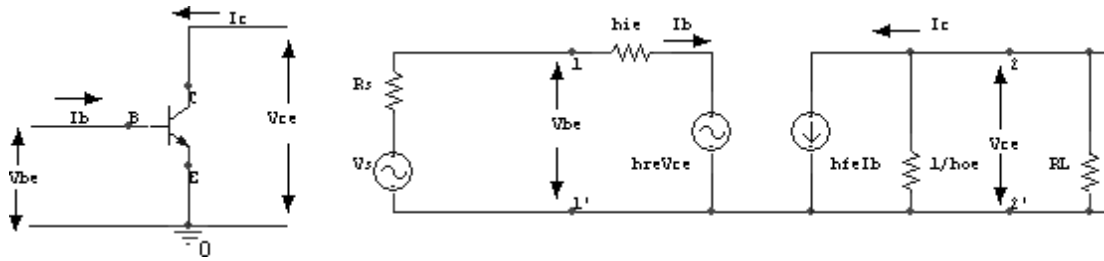 Ic
C
Ib
B
Vbe
Vce
E
0
hie
Ib
Ic
1
2
Rs
Vbe
Vs
hreVce
hfeIb
1/hoe
Vce
RL
1'
2'